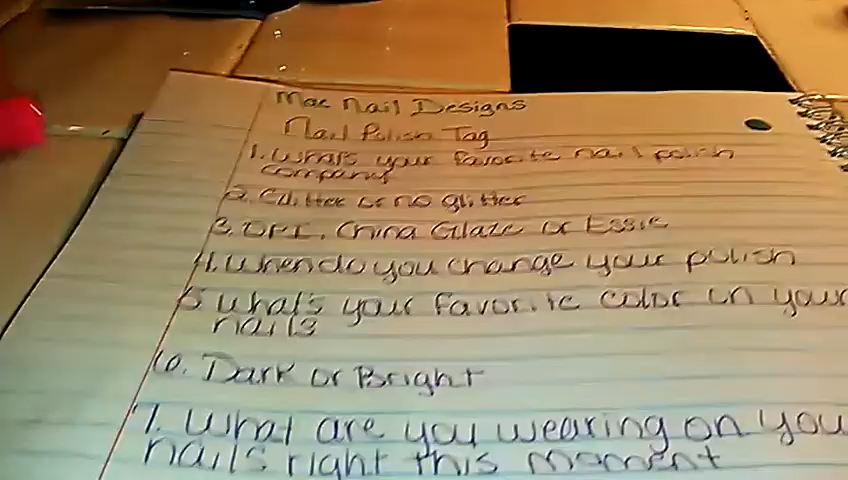 Mac Nail Designs
Nail Polish Tag
1. What's your favorite nail polish
company
2. Glitter or no glitter
3. OPI, China Glaze or Essie
4. When do you change your polish
5 What's your favorite color on your
nails
6. Dark or Bright
7. What are you wearing on you
nails right this moment